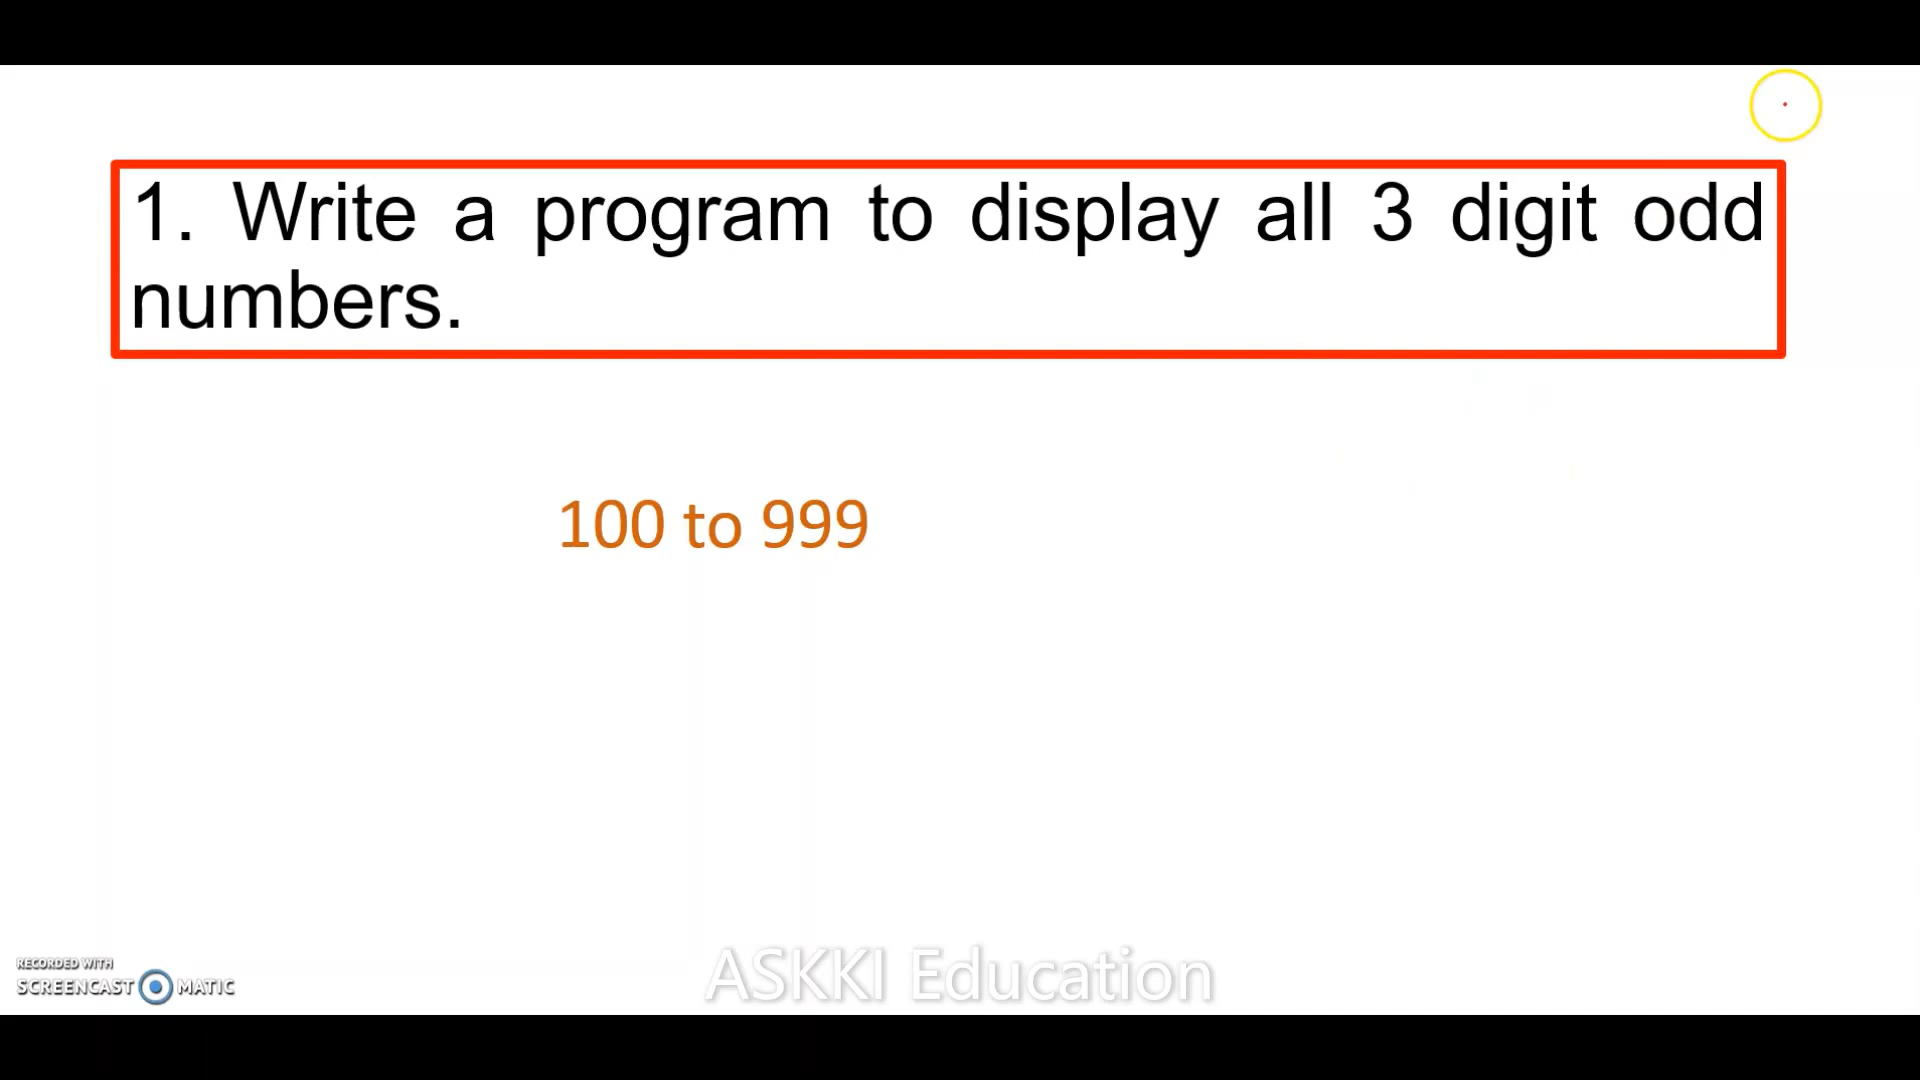 1. Write a program to display all 3 digit odd
numbers.
100 to 999
ASKKI Education
RECORDED WITH
SCREENCAST MATIC